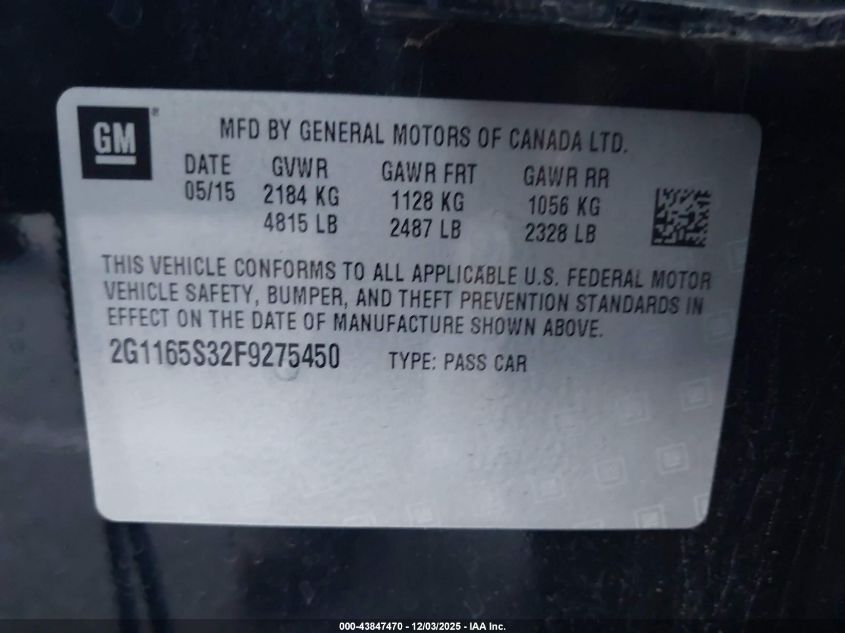 GM®
MFD BY GENERAL MOTORS OF CANADA LTD.
DATE GVWR GAWR FRT GAWR RR
05/15 2184 KG 1128 KG 1056 KG
4815 LB 2487 LB 2328 LB
THIS VEHICLE CONFORMS TO ALL APPLICABLE U.S. FEDERAL MOTOR
VEHICLE SAFETY, BUMPER, AND THEFT PREVENTION STANDARDS IN
EFFECT ON THE DATE OF MANUFACTURE SHOWN ABOVE.
2G1165S32F9275450 TYPE: PASS CAR
000-43847470 - 12/03/2025 - IAA Inc.